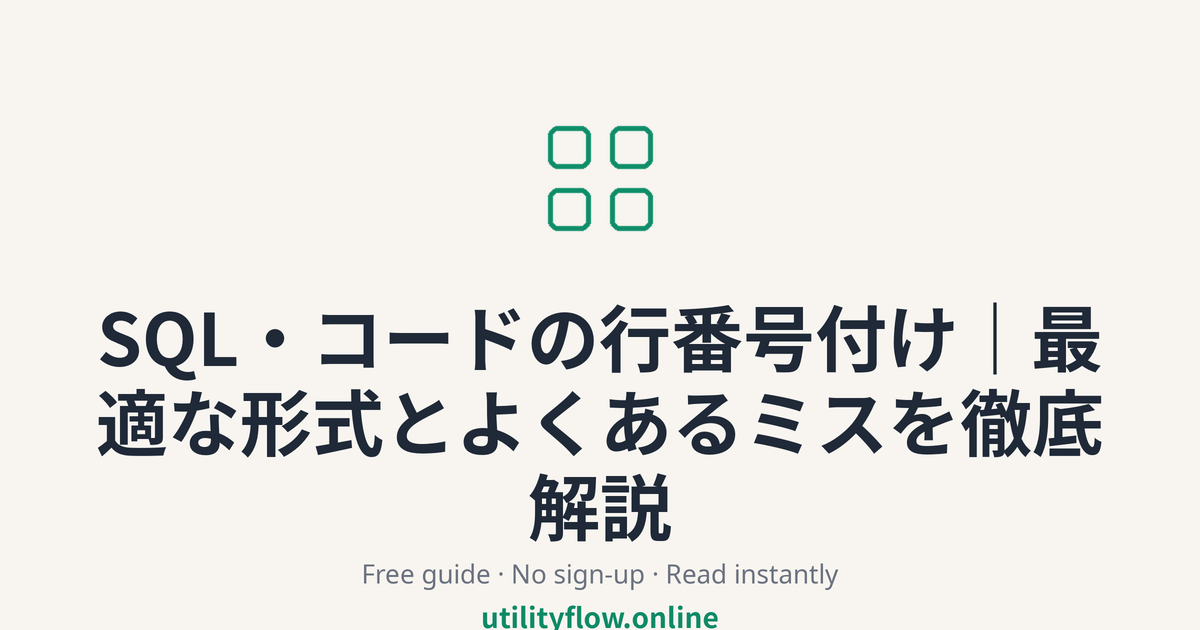 SQL・コードの行番号付け｜最
適な形式とよくあるミスを徹底
解説
Free guide · No sign-up · Read instantly
utilityflow.online